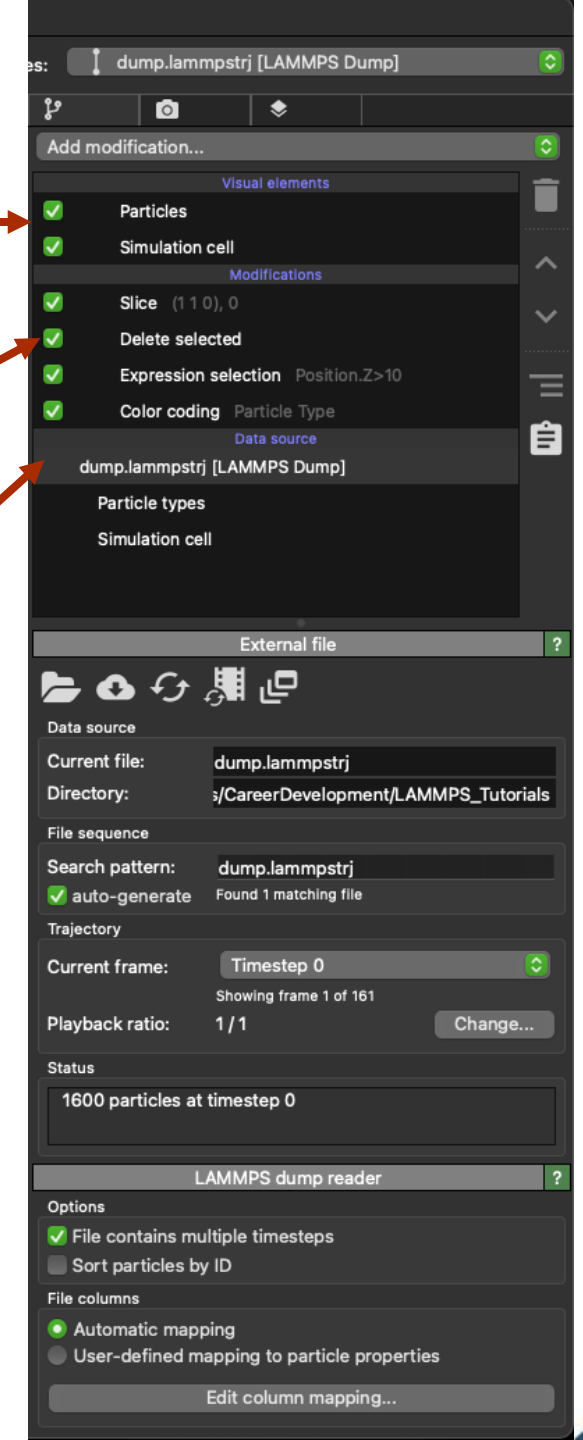 es: dump.lammpstrj [LAMMPS Dump]
Add modification...
Visual elements
Particles
Simulation cell
Modifications
Slice (1 1 0), 0
Delete selected
Expression selection Position.Z>10
Color coding Particle Type
Data source
dump.lammpstrj [LAMMPS Dump]
Particle types
Simulation cell
External file ?
Data source
Current file: dump.lammpstrj
Directory: s/CareerDevelopment/LAMMPS_Tutorials
File sequence
Search pattern: dump.lammpstrj
auto-generate Found 1 matching file
Trajectory
Current frame: Timestep 0
Showing frame 1 of 161
Playback ratio: 1 / 1 Change...
Status
1600 particles at timestep 0
LAMMPS dump reader ?
Options
File contains multiple timesteps
Sort particles by ID
File columns
Automatic mapping
User-defined mapping to particle properties
Edit column mapping...